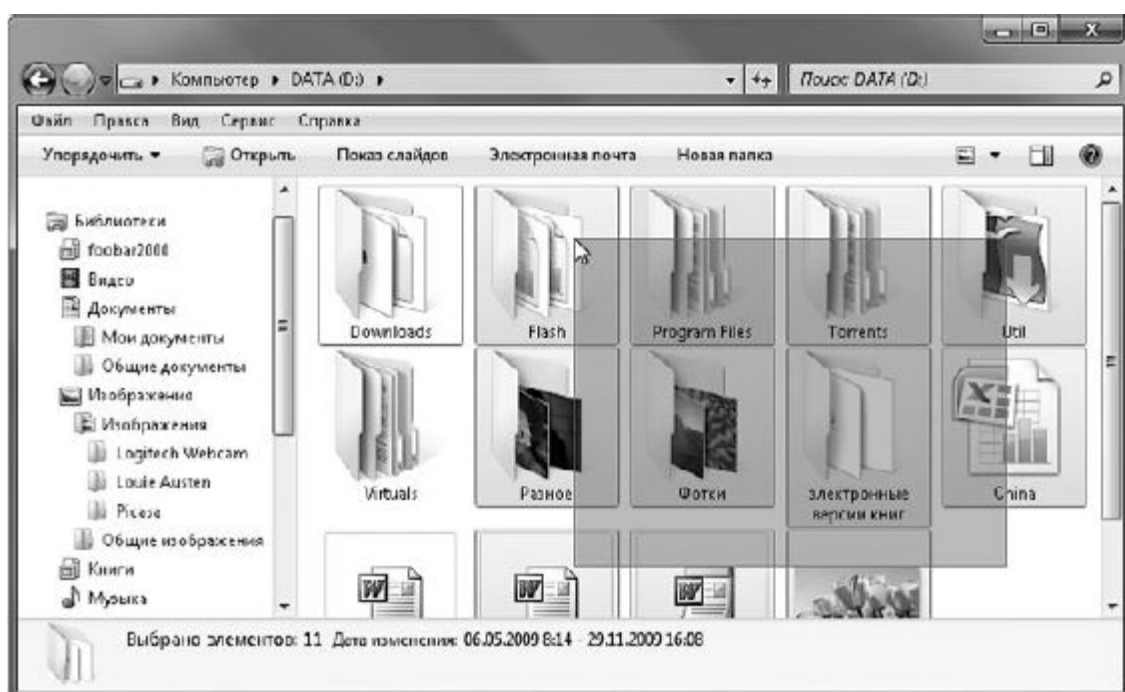 Компьютер ▸ DATA (D:) ▸ Поиск: DATA (D:)
Файл Правка Вид Сервис Справка
Упорядочить Открыть Показ слайдов Электронная почта Новая папка
Библиотеки
foobar2000
Видео
Документы
Мои документы
Общие документы
Изображения
Изображения
Logitech Webcam
Louie Austen
Picasa
Общие изображения
Книги
Музыка
Downloads Flash Program Files Torrents Util
Virtuals Разное Фотки электронные версии книг China
Выбрано элементов: 11 Дата изменения: 06.05.2009 8:14 - 29.11.2009 16:08